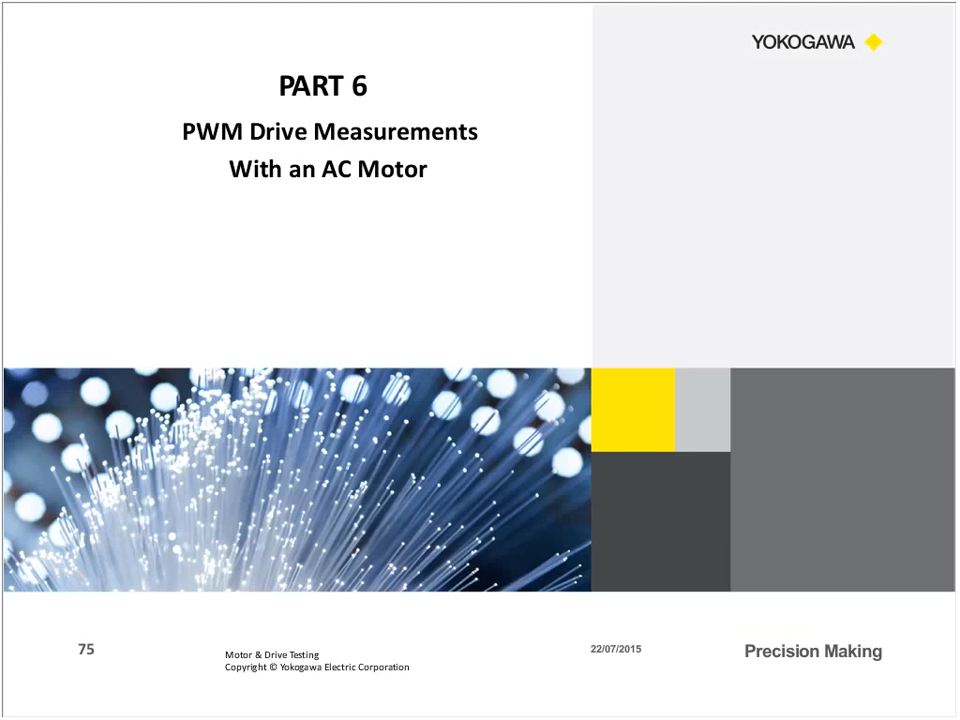 YOKOGAWA
PART 6
PWM Drive Measurements
With an AC Motor
75
Motor & Drive Testing
Copyright © Yokogawa Electric Corporation
22/07/2015
Precision Making